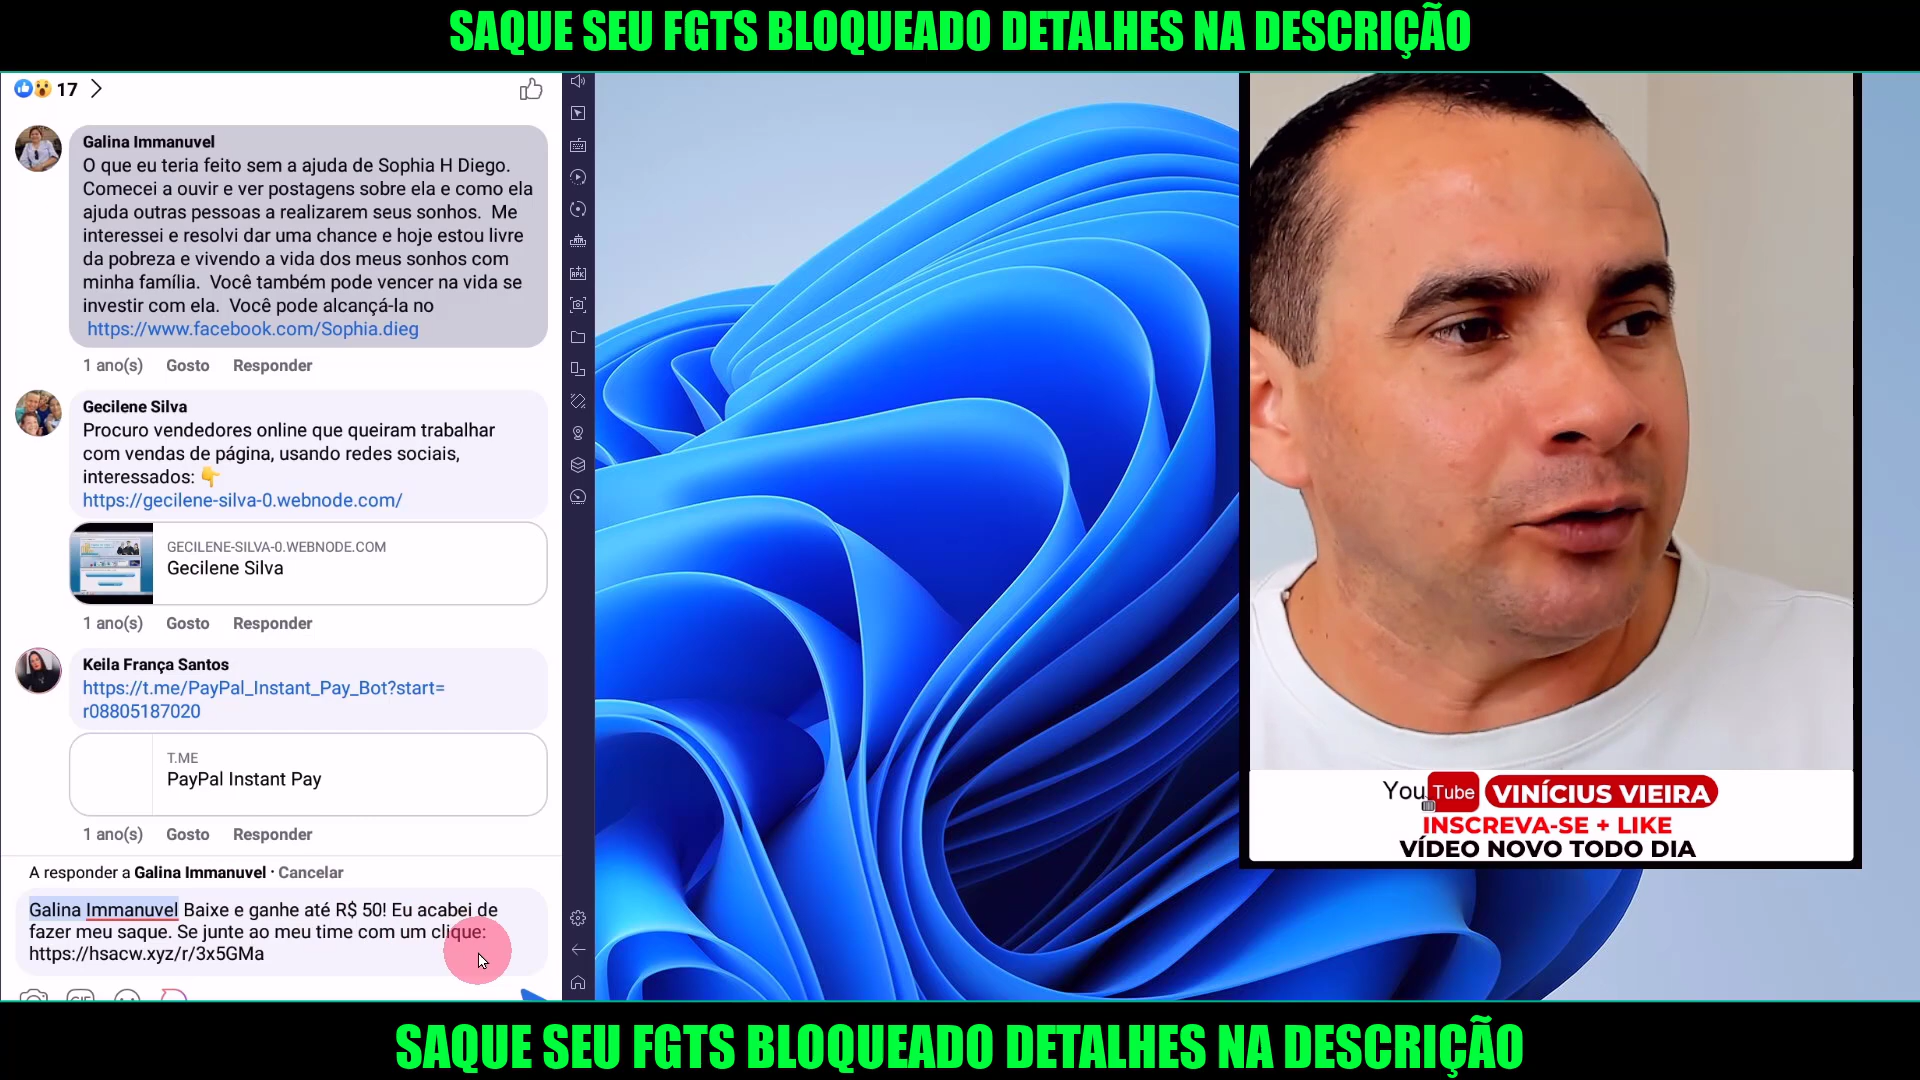 SAQUE SEU FGTS BLOQUEADO DETALHES NA DESCRIÇÃO
17
Galina Immanuvel
O que eu teria feito sem a ajuda de Sophia H Diego.
Comecei a ouvir e ver postagens sobre ela e como ela
ajuda outras pessoas a realizarem seus sonhos. Me
interessei e resolvi dar uma chance e hoje estou livre
da pobreza e vivendo a vida dos meus sonhos com
minha família. Você também pode vencer na vida se
investir com ela. Você pode alcançá-la no
https://www.facebook.com/Sophia.dieg
1 ano(s) Gosto Responder
Gecilene Silva
Procuro vendedores online que queiram trabalhar
com vendas de página, usando redes sociais,
interessados: 👇
https://gecilene-silva-0.webnode.com/
GECILENE-SILVA-0.WEBNODE.COM
Gecilene Silva
1 ano(s) Gosto Responder
Keila França Santos
https://t.me/PayPal_Instant_Pay_Bot?start=
r08805187020
T.ME
PayPal Instant Pay
1 ano(s) Gosto Responder
A responder a Galina Immanuvel · Cancelar
Galina Immanuvel Baixe e ganhe até R$ 50! Eu acabei de
fazer meu saque. Se junte ao meu time com um clique:
https://hsacw.xyz/r/3x5GMa
GIF
YouTube VINÍCIUS VIEIRA
INSCREVA-SE + LIKE
VÍDEO NOVO TODO DIA
SAQUE SEU FGTS BLOQUEADO DETALHES NA DESCRIÇÃO